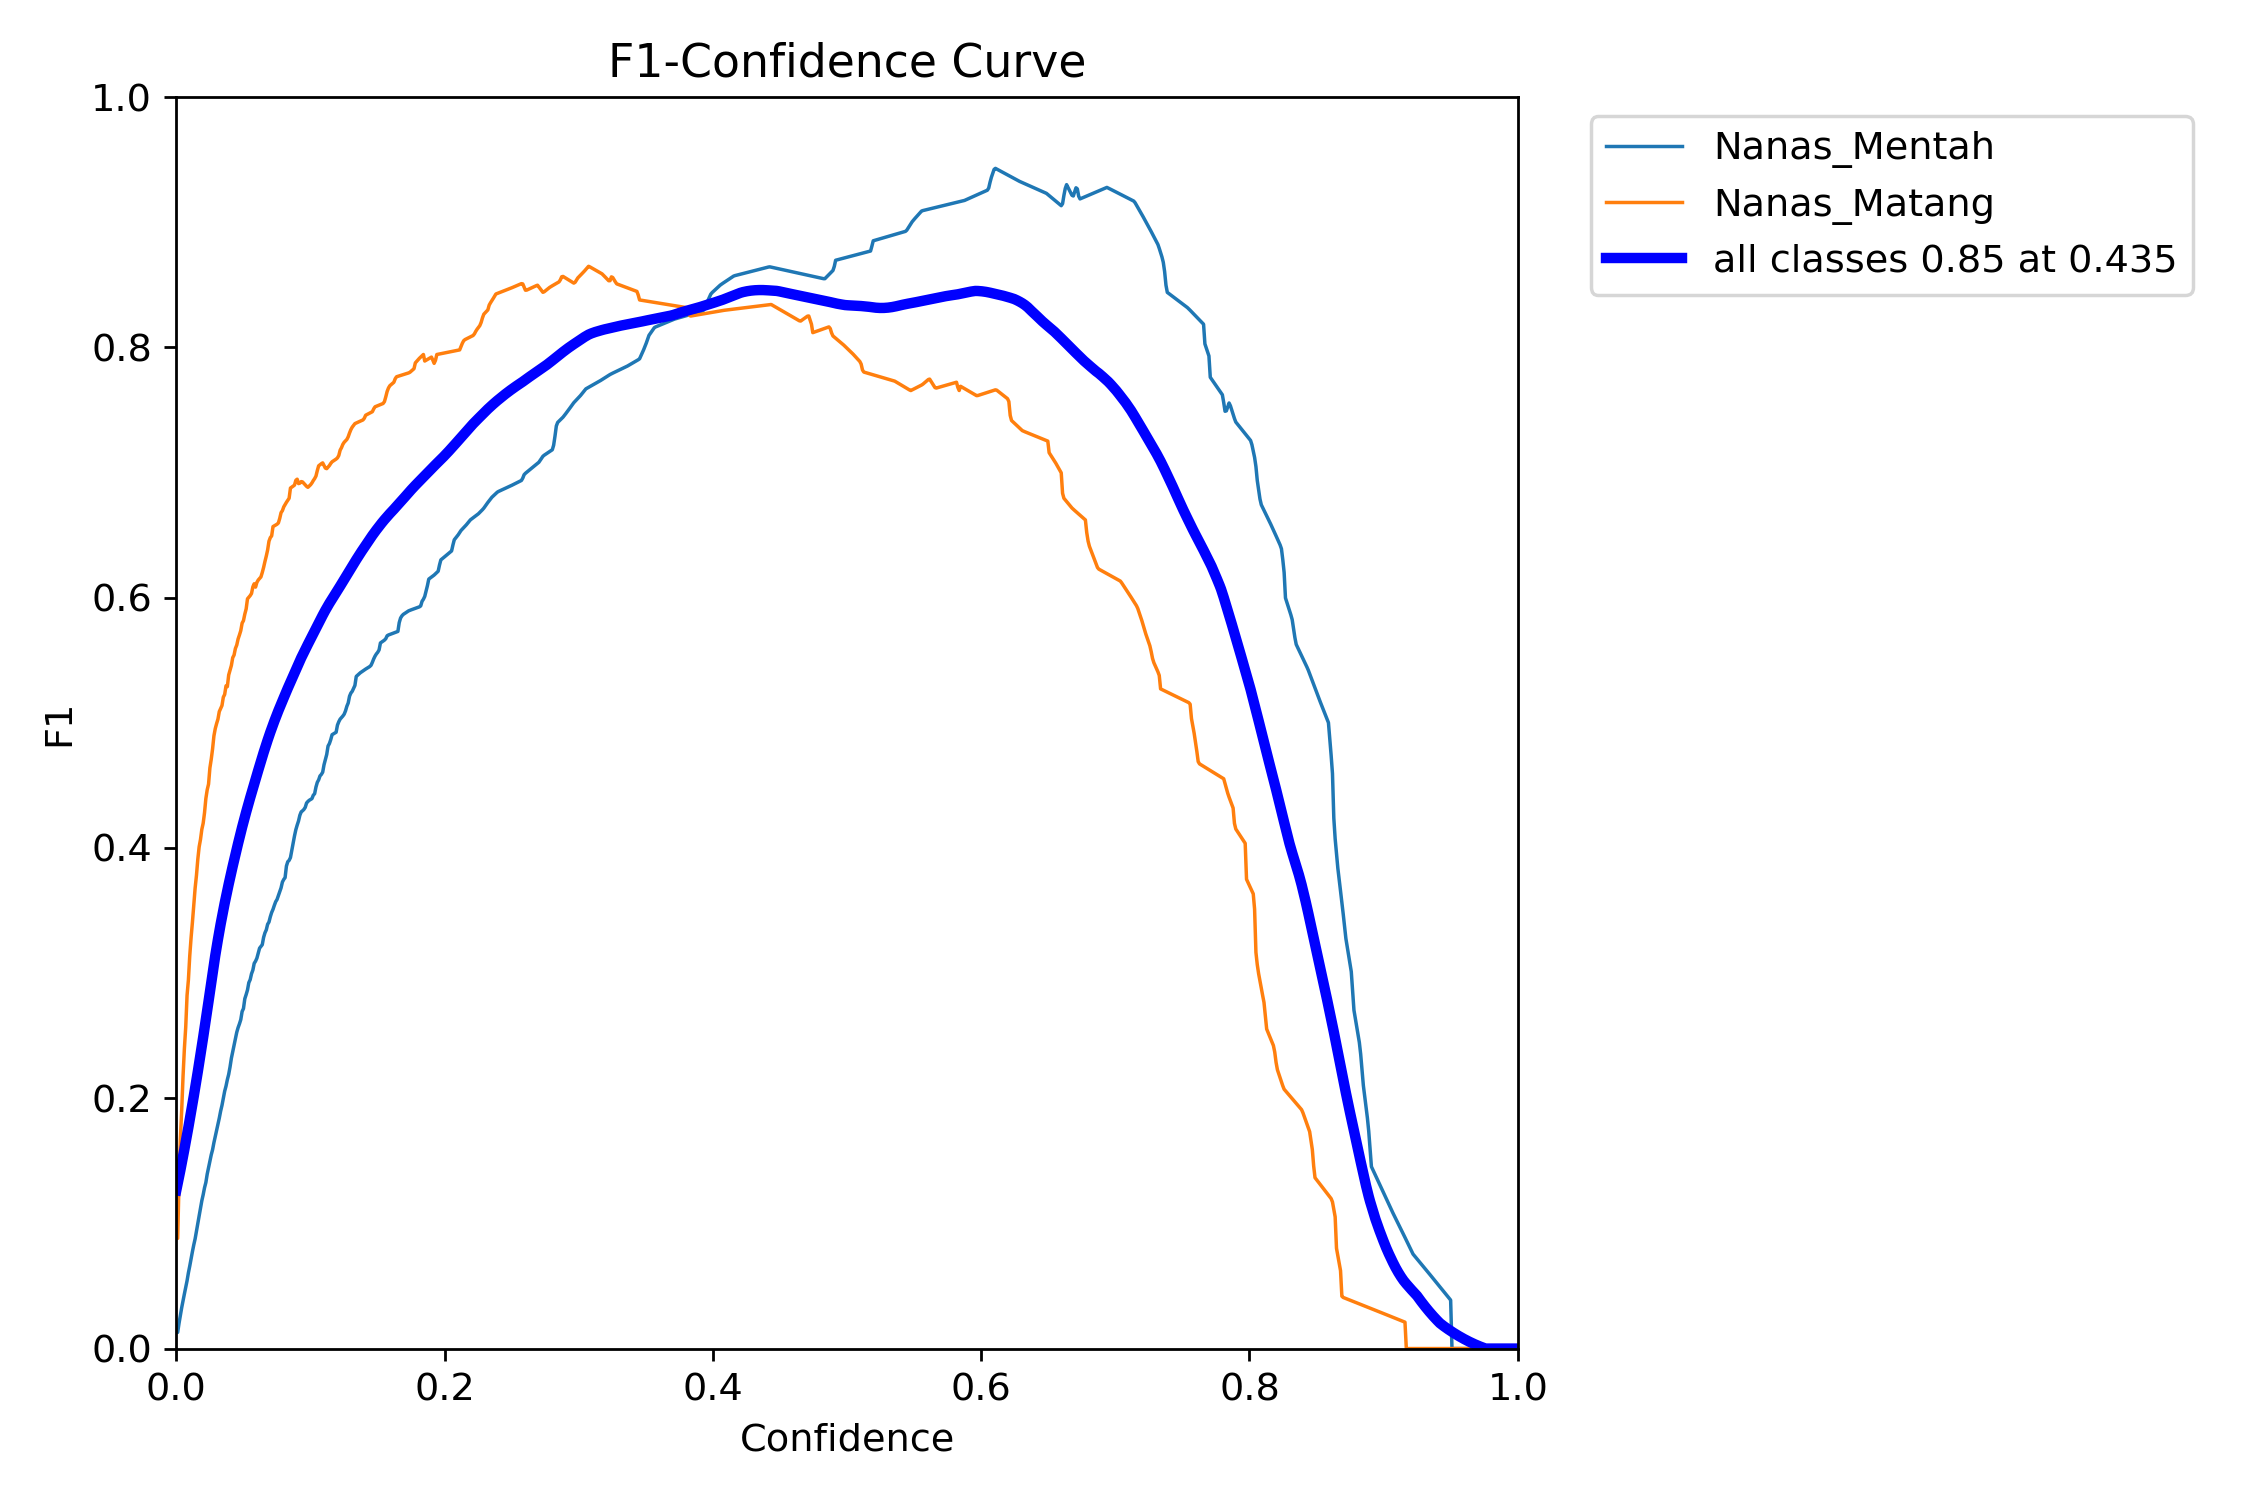 F1-Confidence Curve
1.0
0.8
0.6
0.4
0.2
0.0
F1
0.0 0.2 0.4 0.6 0.8 1.0
Confidence
Nanas_Mentah
Nanas_Matang
all classes 0.85 at 0.435